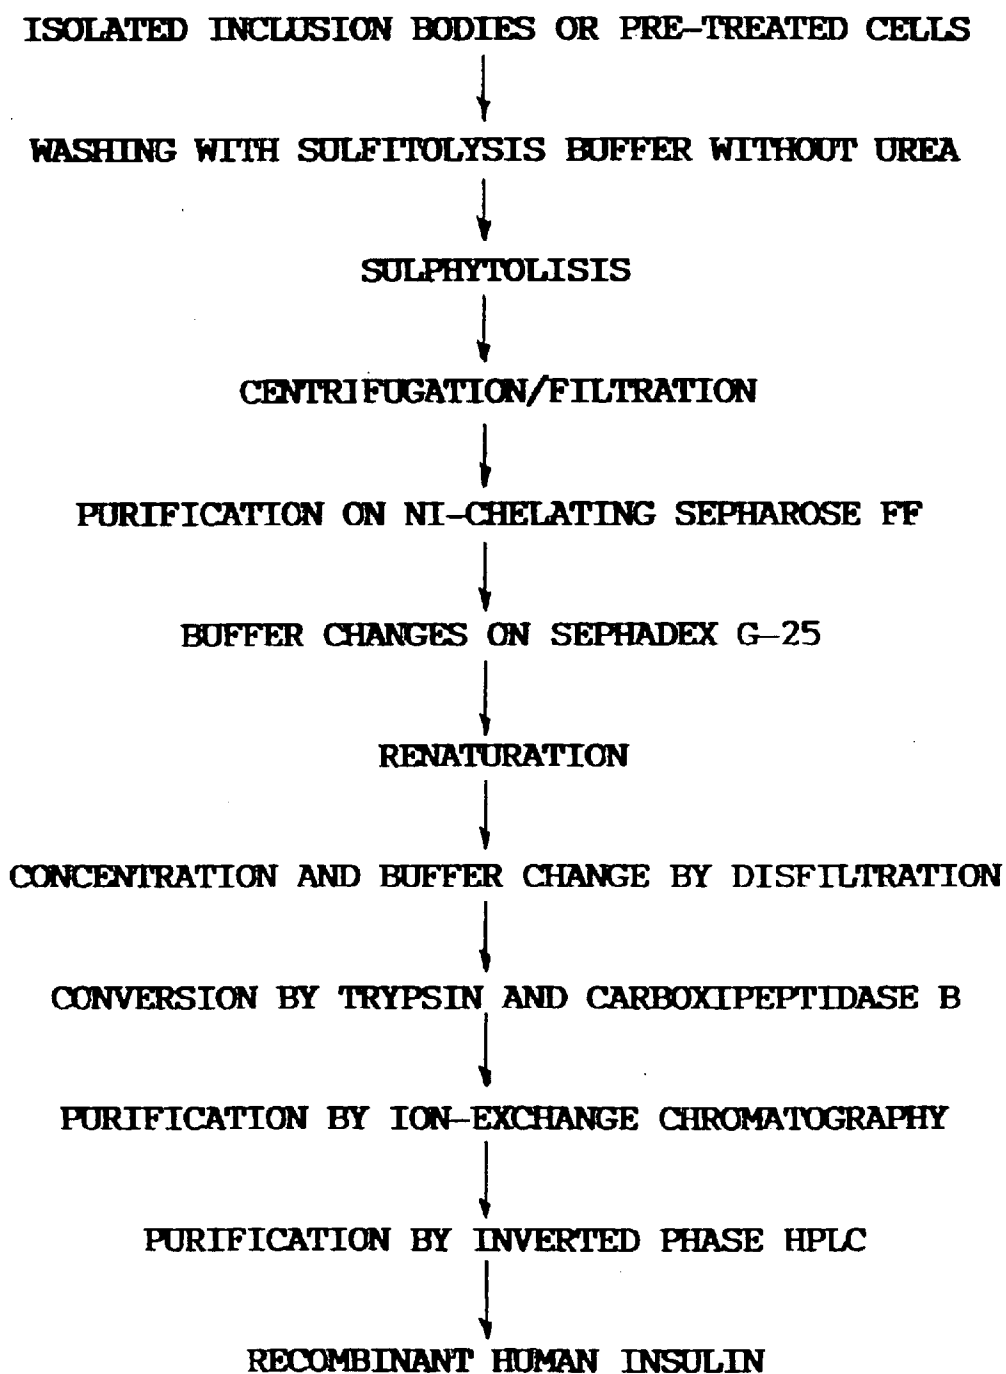 ISOLATED INCLUSION BODIES OR PRE-TREATED CELLS
WASHING WITH SULFITOLYSIS BUFFER WITHOUT UREA
SULPHYTOLISIS
CENTRIFUGATION/FILTRATION
PURIFICATION ON NI-CHELATING SEPHAROSE FF
BUFFER CHANGES ON SEPHADEX G-25
RENATURATION
CONCENTRATION AND BUFFER CHANGE BY DISFILTRATION
CONVERSION BY TRYPSIN AND CARBOXIPEPTIDASE B
PURIFICATION BY ION-EXCHANGE CHROMATOGRAPHY
PURIFICATION BY INVERTED PHASE HPLC
RECOMBINANT HUMAN INSULIN